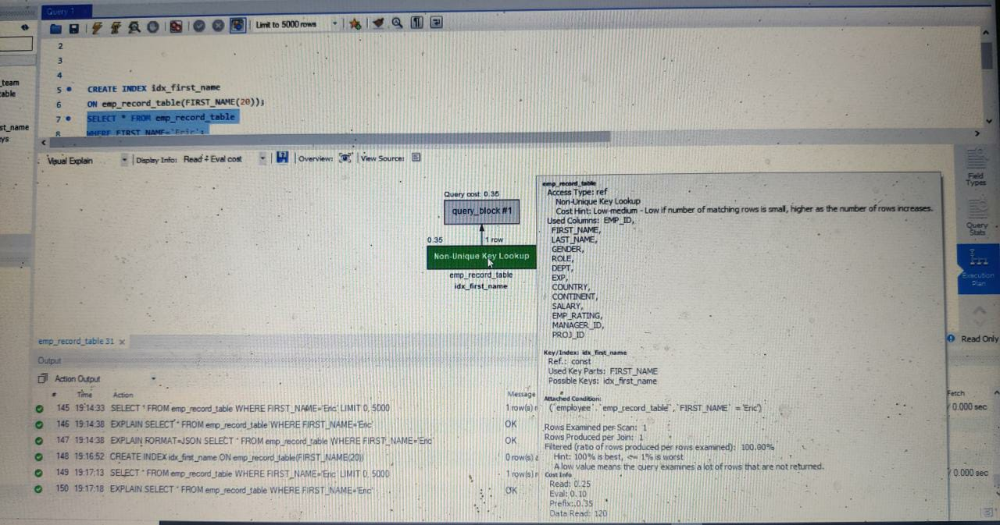 Query 1
Limit to 5000 rows
2
3
4
5 CREATE INDEX idx_first_name
6 ON emp_record_table(FIRST_NAME(20));
7 SELECT * FROM emp_record_table
8 WHERE FIRST_NAME='Eric';
_team
able
st_name
ys
Visual Explain
Display Info: Read + Eval cost
Overview:
View Source:
Query cost: 0.35
query_block #1
0.35
1 row
Non-Unique Key Lookup
emp_record_table
idx_first_name
emp_record_table
Access Type: ref
Non-Unique Key Lookup
Cost Hint: Low-medium - Low if number of matching rows is small, higher as the number of rows increases.
Used Columns: EMP_ID,
FIRST_NAME,
LAST_NAME,
GENDER,
ROLE,
DEPT,
EXP,
COUNTRY,
CONTINENT,
SALARY,
EMP_RATING,
MANAGER_ID,
PROJ_ID
Key/Index: idx_first_name
Ref.: const
Used Key Parts: FIRST_NAME
Possible Keys: idx_first_name
Attached Condition:
(`employee`.`emp_record_table`.`FIRST_NAME` = 'Eric')
Rows Examined per Scan: 1
Rows Produced per Join: 1
Filtered (ratio of rows produced per rows examined): 100.00%
Hint: 100% is best, <= 1% is worst
A low value means the query examines a lot of rows that are not returned.
Cost Info
Read: 0.25
Eval: 0.10
Prefix: 0.35
Data Read: 120
Field
Types
Query
Stats
Execution
Plan
Read Only
emp_record_table 31
Output
Action Output
# Time Action Message Fetch
145 19:14:33 SELECT * FROM emp_record_table WHERE FIRST_NAME='Eric' LIMIT 0, 5000 1 row(s) r / 0.000 sec
146 19:14:38 EXPLAIN SELECT * FROM emp_record_table WHERE FIRST_NAME='Eric' OK
147 19:14:38 EXPLAIN FORMAT=JSON SELECT * FROM emp_record_table WHERE FIRST_NAME='Eric' OK
148 19:16:52 CREATE INDEX idx_first_name ON emp_record_table(FIRST_NAME(20)) 0 row(s) a
149 19:17:13 SELECT * FROM emp_record_table WHERE FIRST_NAME='Eric' LIMIT 0, 5000 1 row(s) r / 0.000 sec
150 19:17:18 EXPLAIN SELECT * FROM emp_record_table WHERE FIRST_NAME='Eric' OK